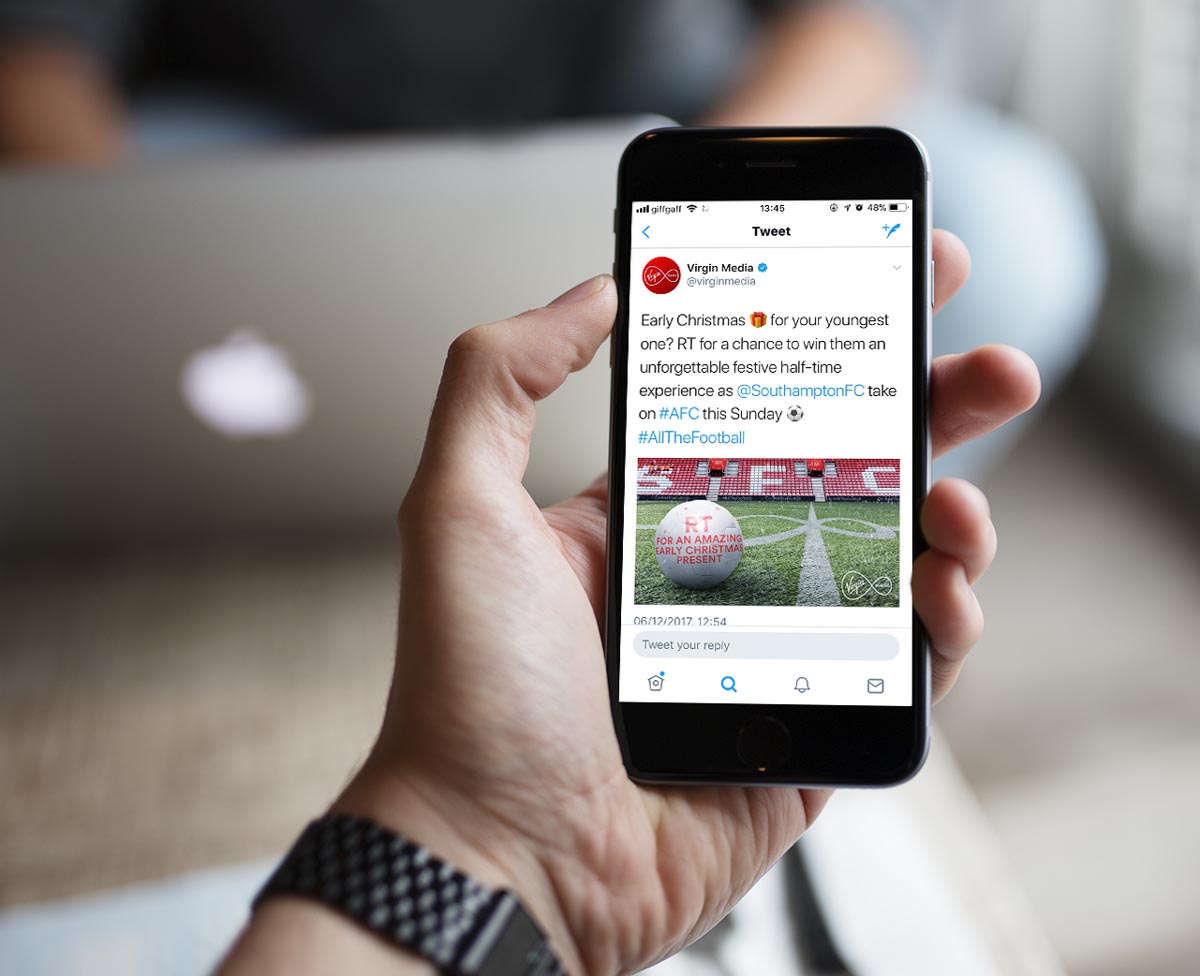 giffgaff 13:45 48%
Tweet
Virgin Media
@virginmedia
Early Christmas 🎁 for your youngest
one? RT for a chance to win them an
unforgettable festive half-time
experience as @SouthamptonFC take
on #AFC this Sunday ⚽
#AllTheFootball
S F C
RT
FOR AN AMAZING
EARLY CHRISTMAS
PRESENT
Virgin
06/12/2017, 12:54
Tweet your reply